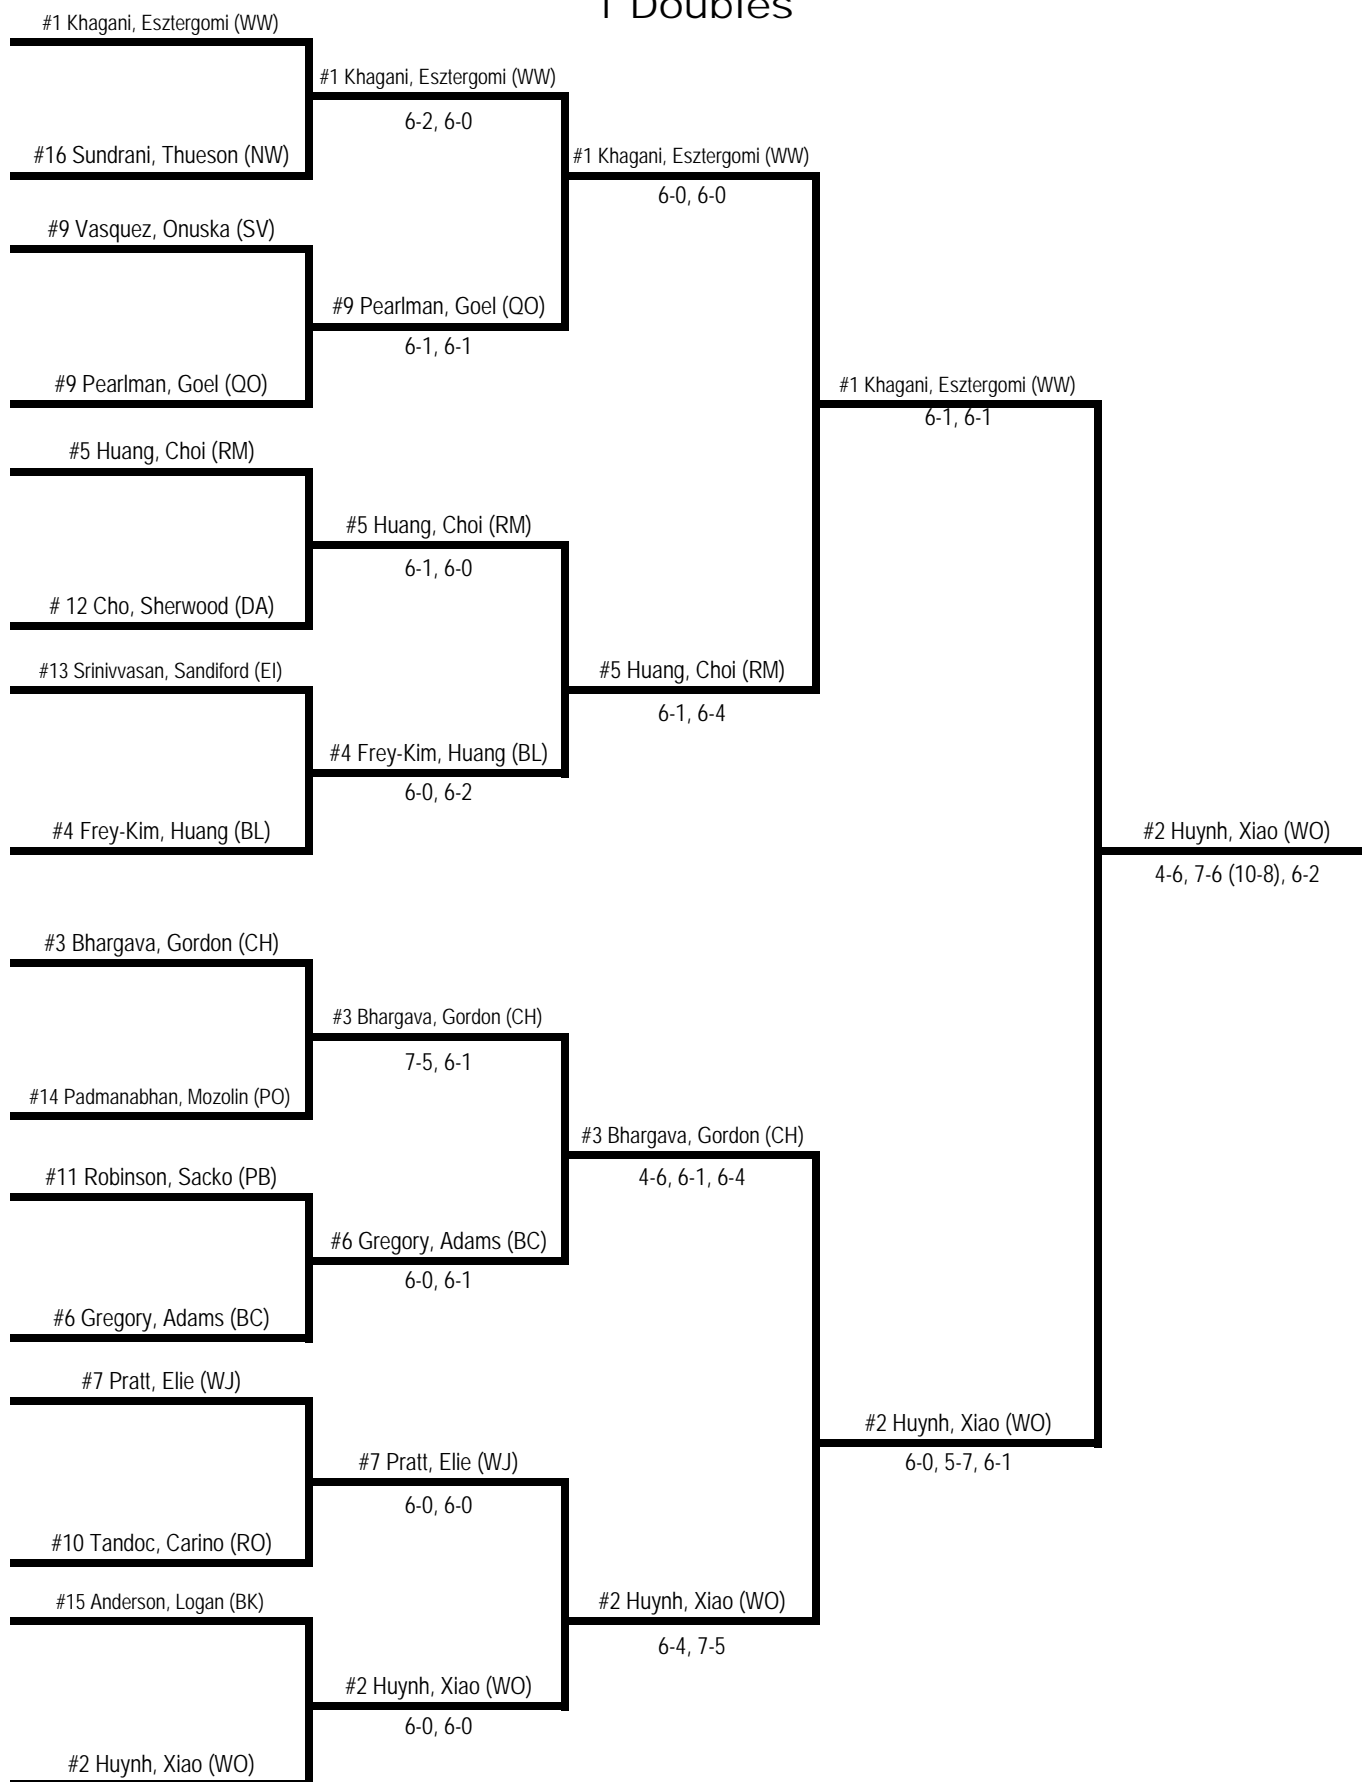 1 Doubles
#1 Khagani, Esztergomi (WW)
#1 Khagani, Esztergomi (WW)
6-2, 6-0
#16 Sundrani, Thueson (NW)
#1 Khagani, Esztergomi (WW)
6-0, 6-0
#9 Vasquez, Onuska (SV)
#9 Pearlman, Goel (QO)
6-1, 6-1
#9 Pearlman, Goel (QO)
#1 Khagani, Esztergomi (WW)
6-1, 6-1
#5 Huang, Choi (RM)
#5 Huang, Choi (RM)
6-1, 6-0
# 12 Cho, Sherwood (DA)
#13 Srinivvasan, Sandiford (EI)
#5 Huang, Choi (RM)
6-1, 6-4
#4 Frey-Kim, Huang (BL)
6-0, 6-2
#4 Frey-Kim, Huang (BL)
#2 Huynh, Xiao (WO)
4-6, 7-6 (10-8), 6-2
#3 Bhargava, Gordon (CH)
#3 Bhargava, Gordon (CH)
7-5, 6-1
#14 Padmanabhan, Mozolin (PO)
#3 Bhargava, Gordon (CH)
4-6, 6-1, 6-4
#11 Robinson, Sacko (PB)
#6 Gregory, Adams (BC)
6-0, 6-1
#6 Gregory, Adams (BC)
#7 Pratt, Elie (WJ)
#2 Huynh, Xiao (WO)
6-0, 5-7, 6-1
#7 Pratt, Elie (WJ)
6-0, 6-0
#10 Tandoc, Carino (RO)
#15 Anderson, Logan (BK)
#2 Huynh, Xiao (WO)
6-4, 7-5
#2 Huynh, Xiao (WO)
6-0, 6-0
#2 Huynh, Xiao (WO)